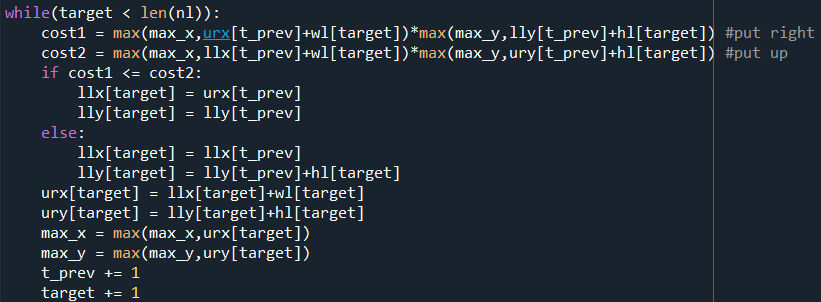 while(target < len(nl)):
    cost1 = max(max_x,urx[t_prev]+wl[target])*max(max_y,lly[t_prev]+hl[target]) #put right
    cost2 = max(max_x,llx[t_prev]+wl[target])*max(max_y,ury[t_prev]+hl[target]) #put up
    if cost1 <= cost2:
        llx[target] = urx[t_prev]
        lly[target] = lly[t_prev]
    else:
        llx[target] = llx[t_prev]
        lly[target] = lly[t_prev]+hl[target]
    urx[target] = llx[target]+wl[target]
    ury[target] = lly[target]+hl[target]
    max_x = max(max_x,urx[target])
    max_y = max(max_y,ury[target])
    t_prev += 1
    target += 1